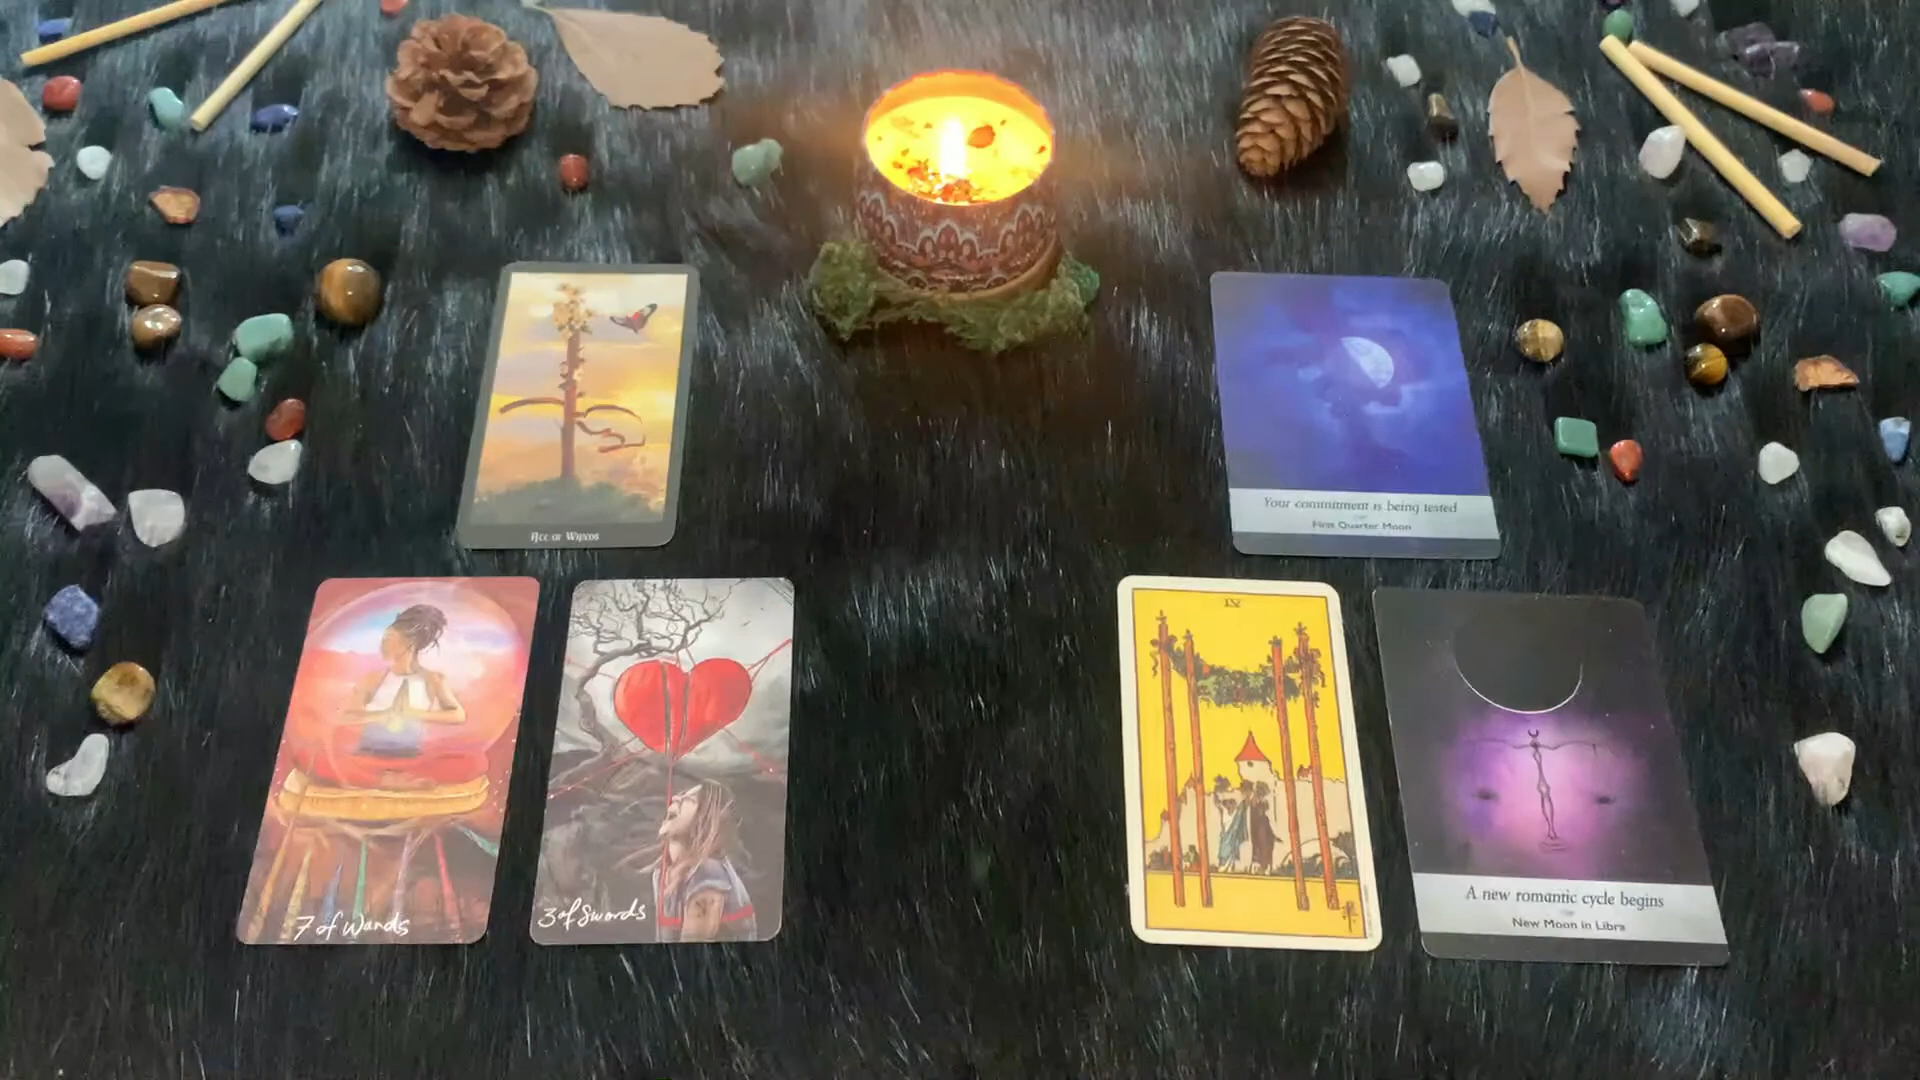 Ace of Wands
Your commitment is being tested
First Quarter Moon
IV
7 of Wands
3 of Swords
A new romantic cycle begins
New Moon in Libra